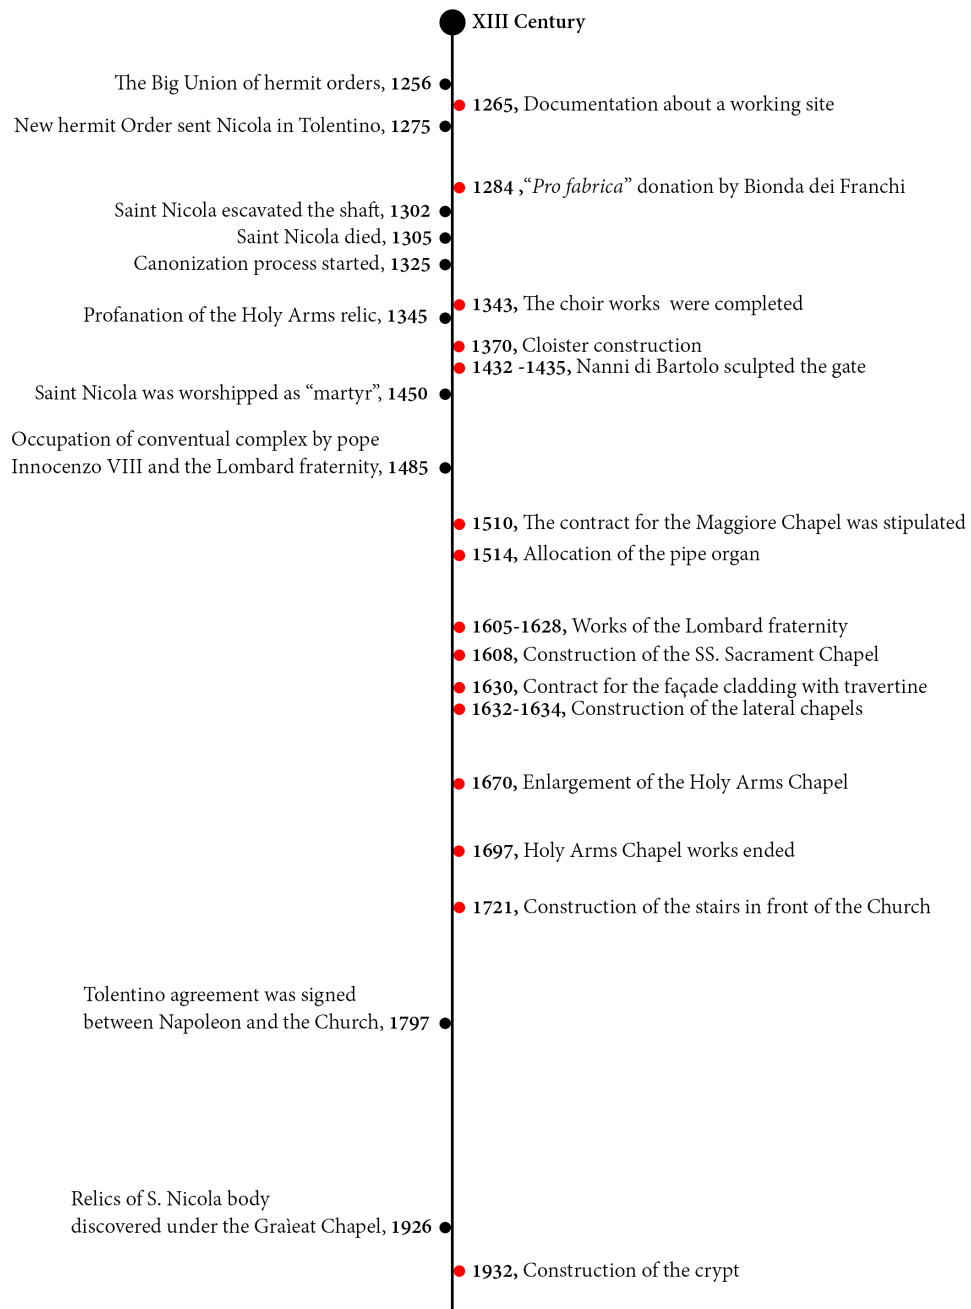 XIII Century
The Big Union of hermit orders, 1256
1265, Documentation about a working site
New hermit Order sent Nicola in Tolentino, 1275
1284 ,“Pro fabrica” donation by Bionda dei Franchi
Saint Nicola escavated the shaft, 1302
Saint Nicola died, 1305
Canonization process started, 1325
1343, The choir works  were completed
Profanation of the Holy Arms relic, 1345
1370, Cloister construction
1432 -1435, Nanni di Bartolo sculpted the gate
Saint Nicola was worshipped as “martyr”, 1450
Occupation of conventual complex by pope
Innocenzo VIII and the Lombard fraternity, 1485
1510, The contract for the Maggiore Chapel was stipulated
1514, Allocation of the pipe organ
1605-1628, Works of the Lombard fraternity
1608, Construction of the SS. Sacrament Chapel
1630, Contract for the façade cladding with travertine
1632-1634, Construction of the lateral chapels
1670, Enlargement of the Holy Arms Chapel
1697, Holy Arms Chapel works ended
1721, Construction of the stairs in front of the Church
Tolentino agreement was signed
between Napoleon and the Church, 1797
Relics of S. Nicola body
discovered under the Graìeat Chapel, 1926
1932, Construction of the crypt